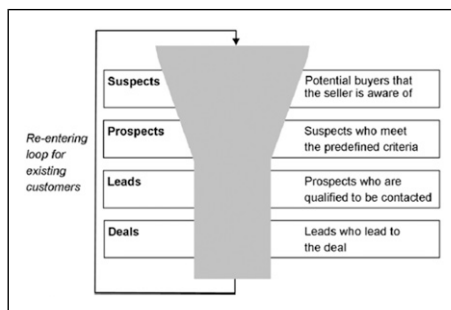 Suspects
Potential buyers that
the seller is aware of
Prospects
Suspects who meet
the predefined criteria
Re-entering
loop for
existing
customers
Leads
Prospects who are
qualified to be contacted
Deals
Leads who lead to
the deal